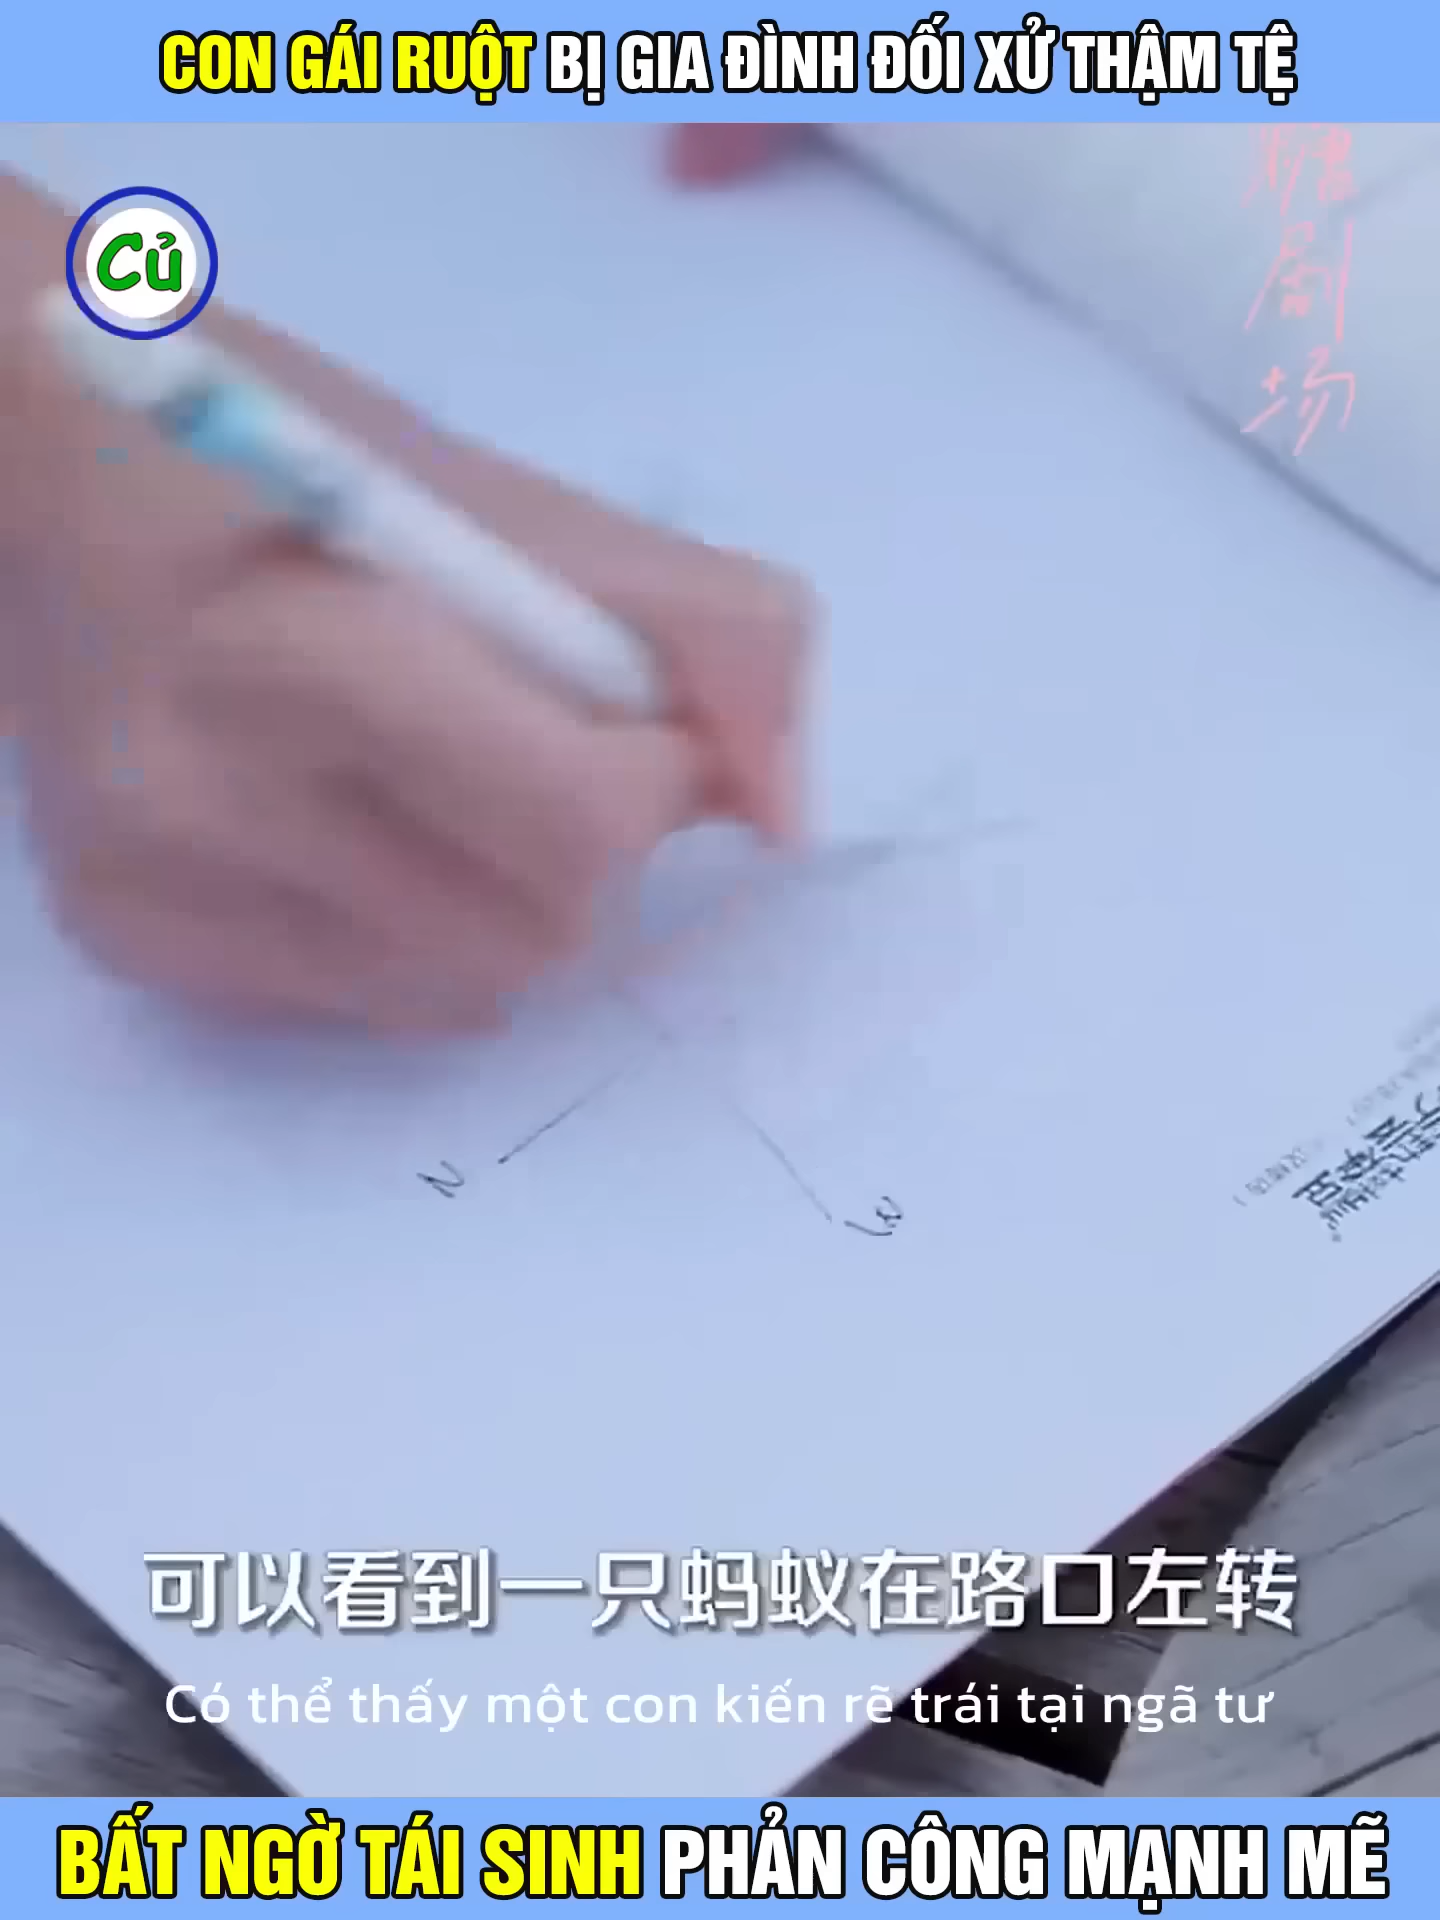 CON GÁI RUỘT BỊ GIA ĐÌNH ĐỐI XỬ THẬM TỆ
Củ
剧
场
N
可以看到一只蚂蚁在路口左转
Có thể thấy một con kiến rẽ trái tại ngã tư
BẤT NGỜ TÁI SINH PHẢN CÔNG MẠNH MẼ